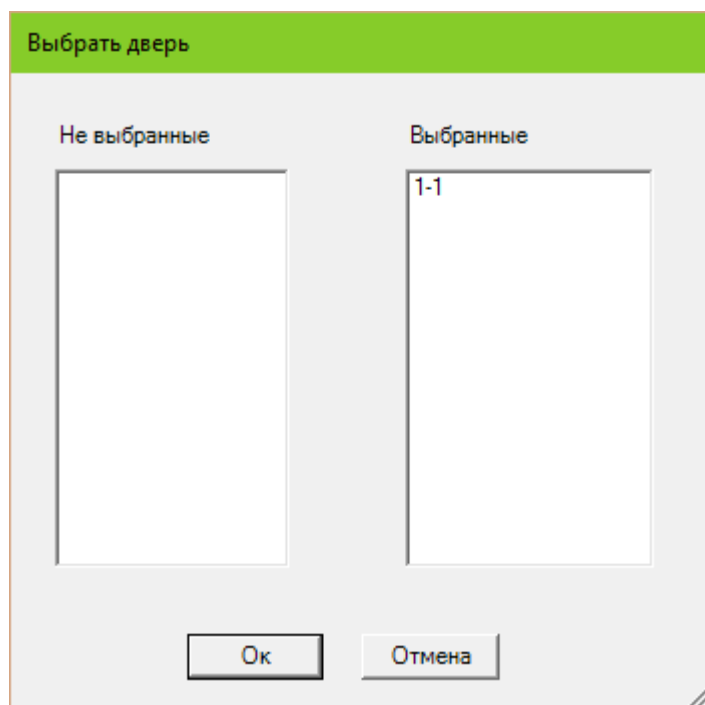 Выбрать дверь
Не выбранные
Выбранные
1-1
Ок
Отмена